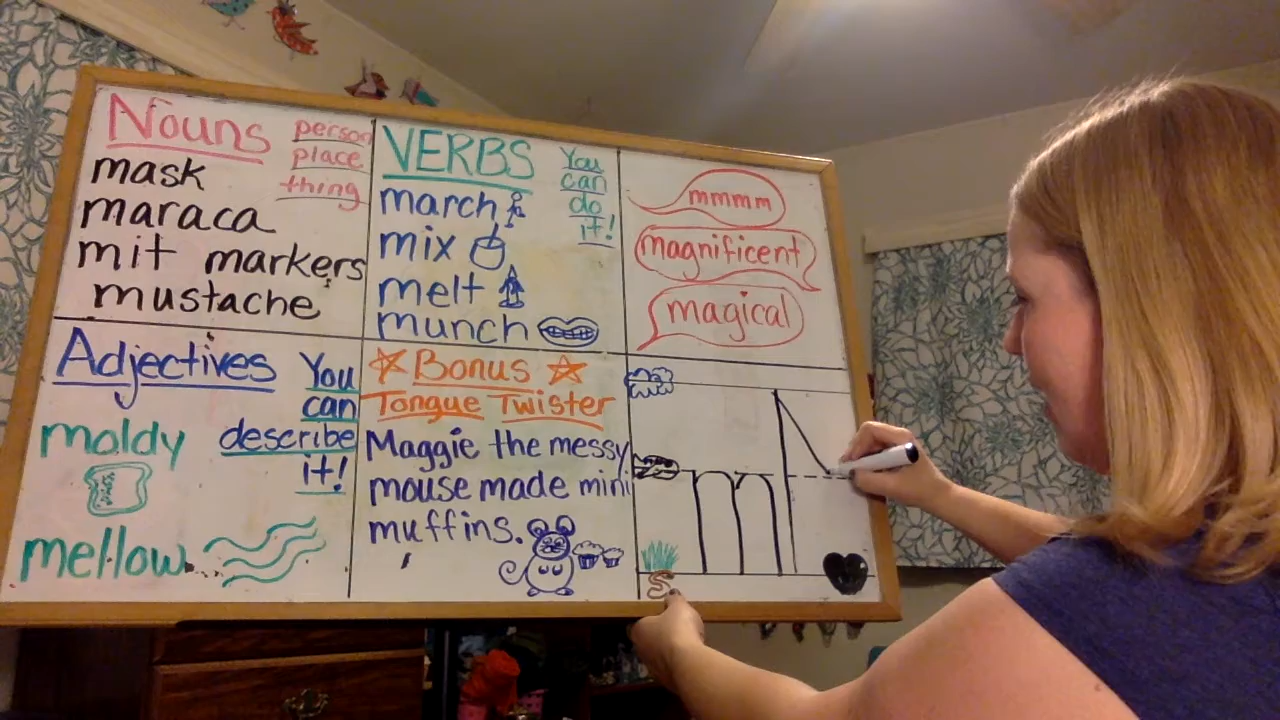 Nouns
person
place
thing
mask
maraca
mit markers
mustache
VERBS
You
can
do
it!
march
mix
melt
munch
mmmm
magnificent
magical
Adjectives
You
can
describe
it!
moldy
mellow
Bonus
Tongue Twister
Maggie the messy
mouse made mini
muffins.
m